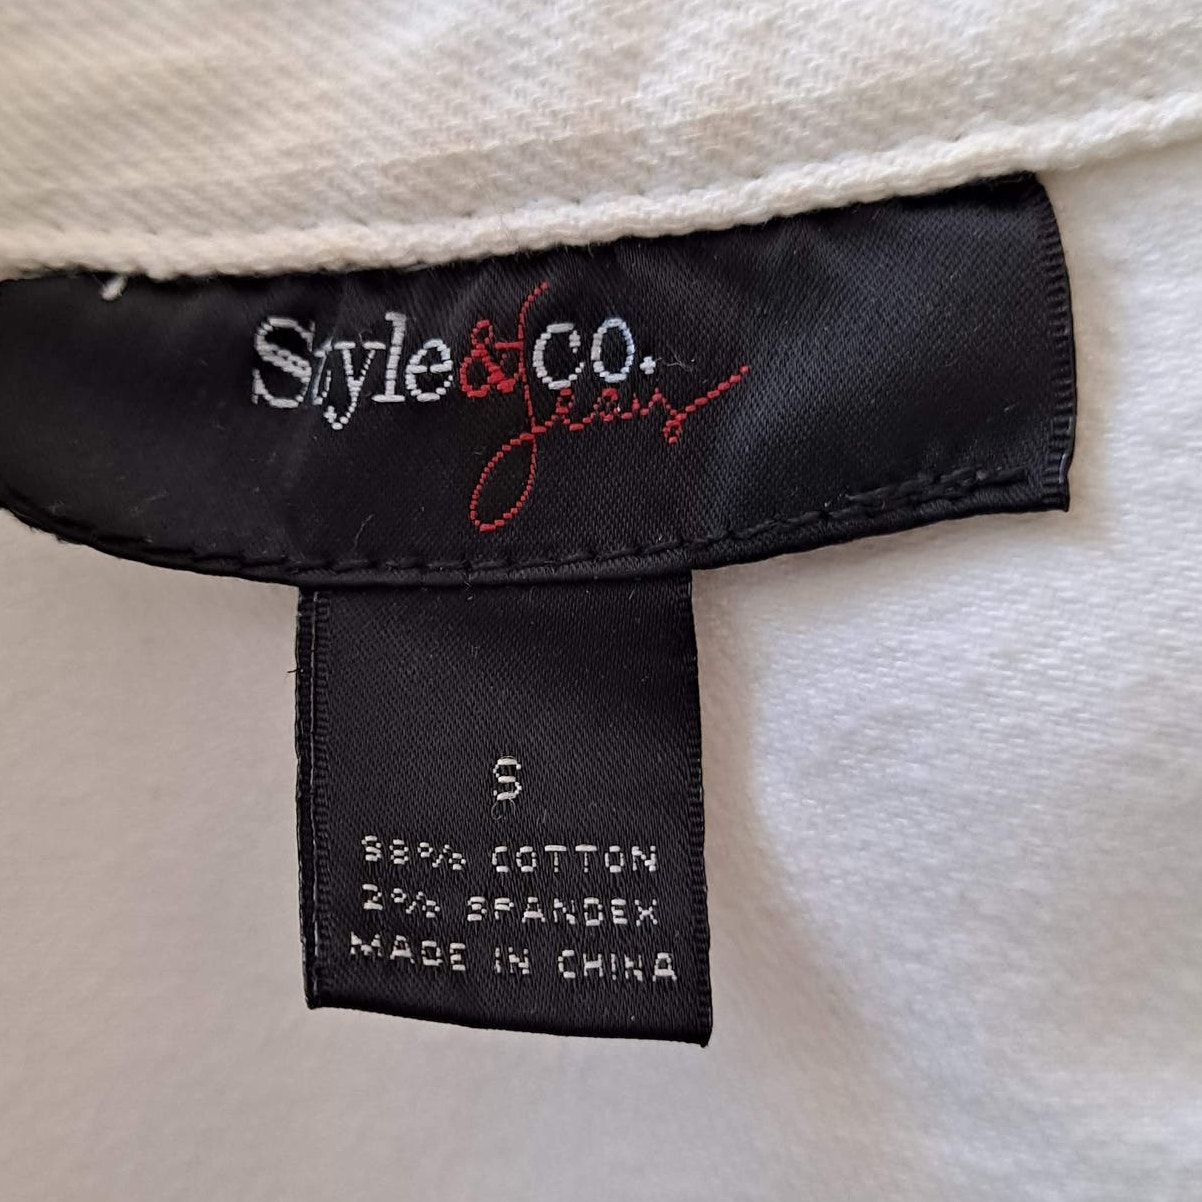 Style&co.
Jeans
S
98% COTTON
2% SPANDEX
MADE IN CHINA